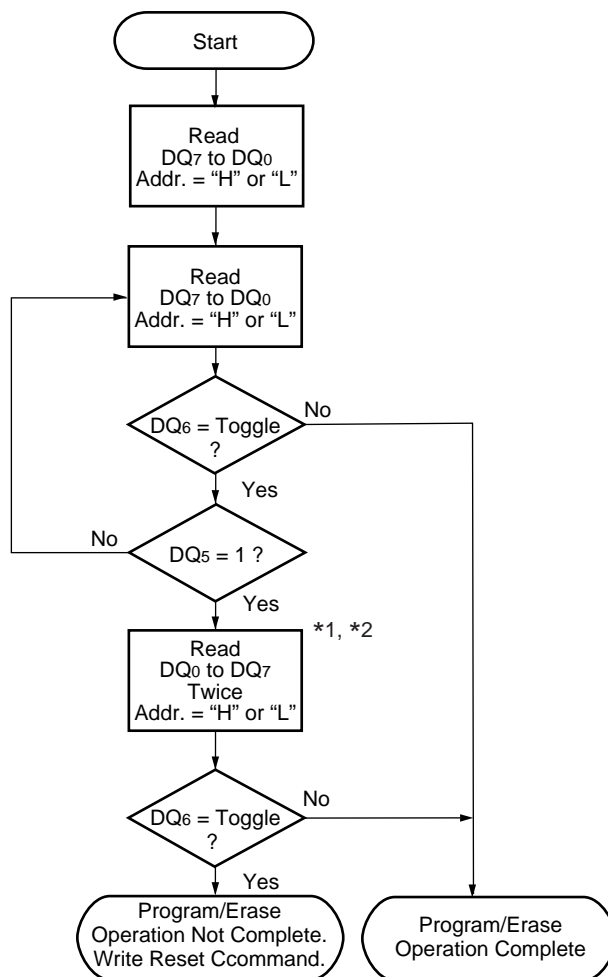 Start
Read
DQ7 to DQ0
Addr. = “H” or “L”
Read
DQ7 to DQ0
Addr. = “H” or “L”
DQ6 = Toggle
?
No
Yes
DQ5 = 1 ?
No
Yes
*1, *2
Read
DQ0 to DQ7
Twice
Addr. = “H” or “L”
DQ6 = Toggle
?
No
Yes
Program/Erase
Operation Not Complete.
Write Reset Ccommand.
Program/Erase
Operation Complete